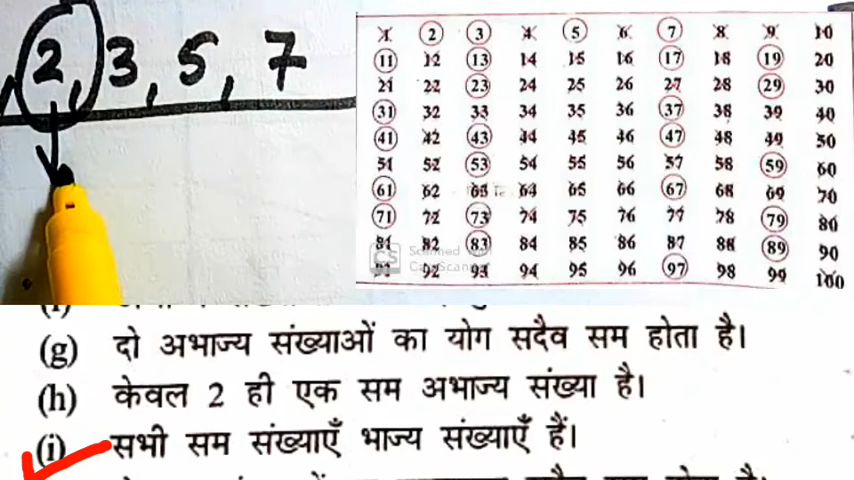 2, 3, 5, 7
1 2 3 4 5 6 7 8 9 10
11 12 13 14 15 16 17 18 19 20
21 22 23 24 25 26 27 28 29 30
31 32 33 34 35 36 37 38 39 40
41 42 43 44 45 46 47 48 49 50
51 52 53 54 55 56 57 58 59 60
61 62 63 64 65 66 67 68 69 70
71 72 73 74 75 76 77 78 79 80
81 82 83 84 85 86 87 88 89 90
91 92 93 94 95 96 97 98 99 100
CS
Scanned with
CamScanner
(g) दो अभाज्य संख्याओं का योग सदैव सम होता है।
(h) केवल 2 ही एक सम अभाज्य संख्या है।
(i) सभी सम संख्याएँ भाज्य संख्याएँ हैं।